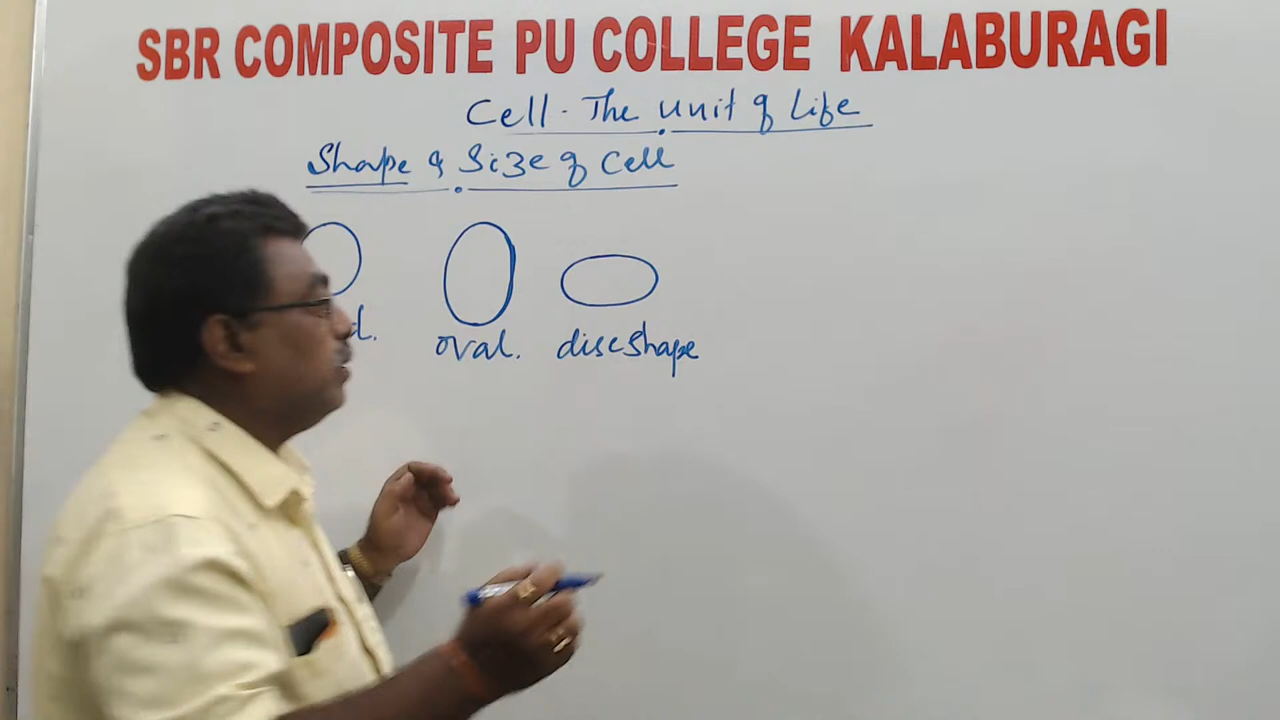 SBR COMPOSITE PU COLLEGE KALABURAGI
Cell - The unit of Life
Shape & Size of Cell
oval. disc shape